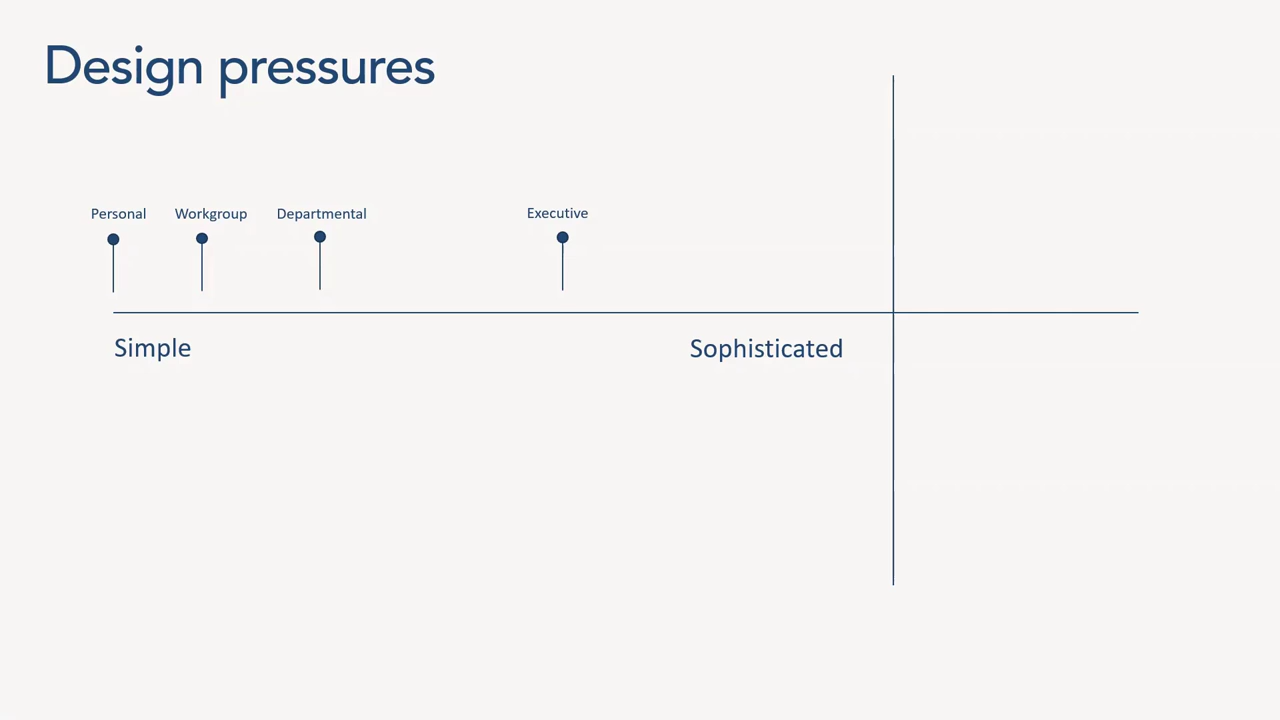 Design pressures
Personal Workgroup Departmental Executive
Simple Sophisticated